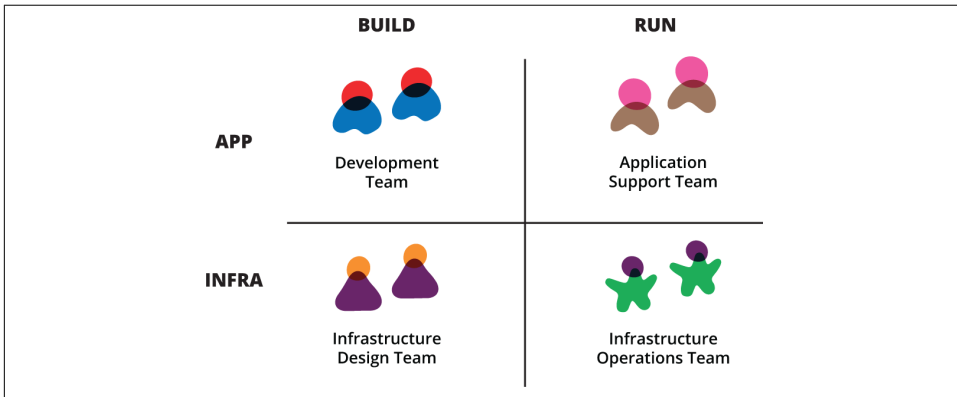 BUILD
RUN
APP
Development
Team
Application
Support Team
INFRA
Infrastructure
Design Team
Infrastructure
Operations Team